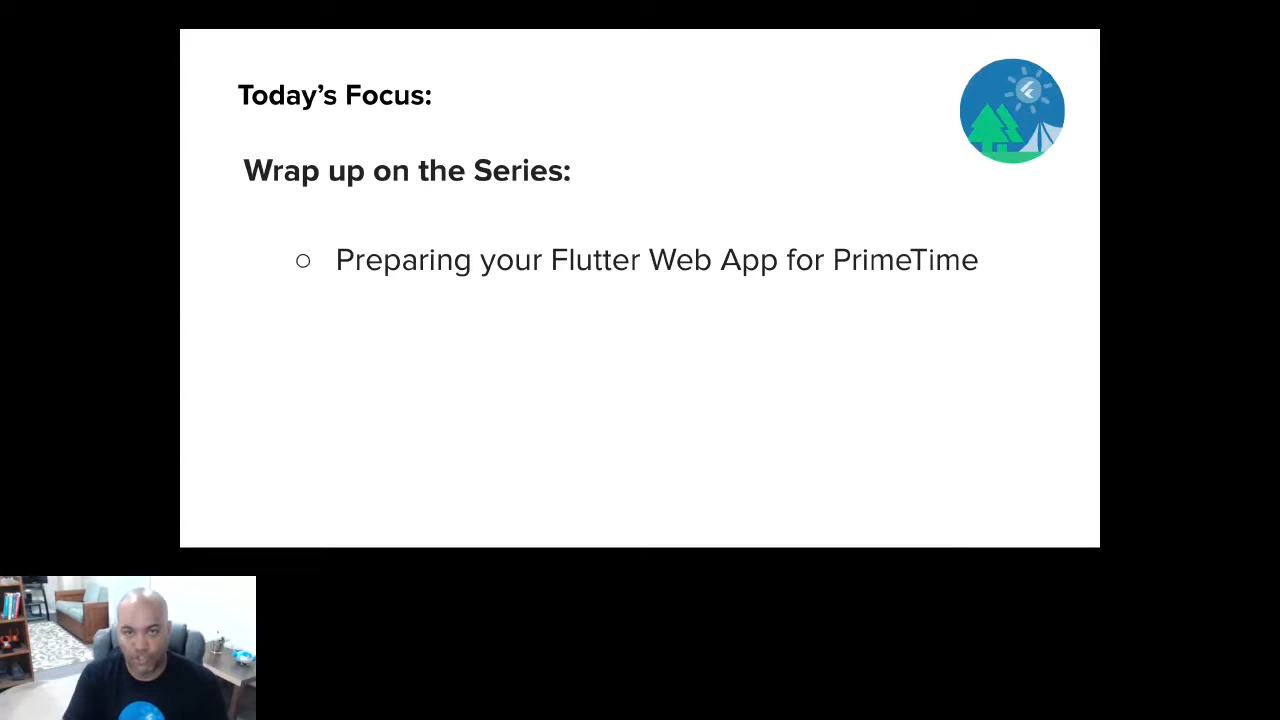 Today’s Focus:
Wrap up on the Series:
○ Preparing your Flutter Web App for PrimeTime